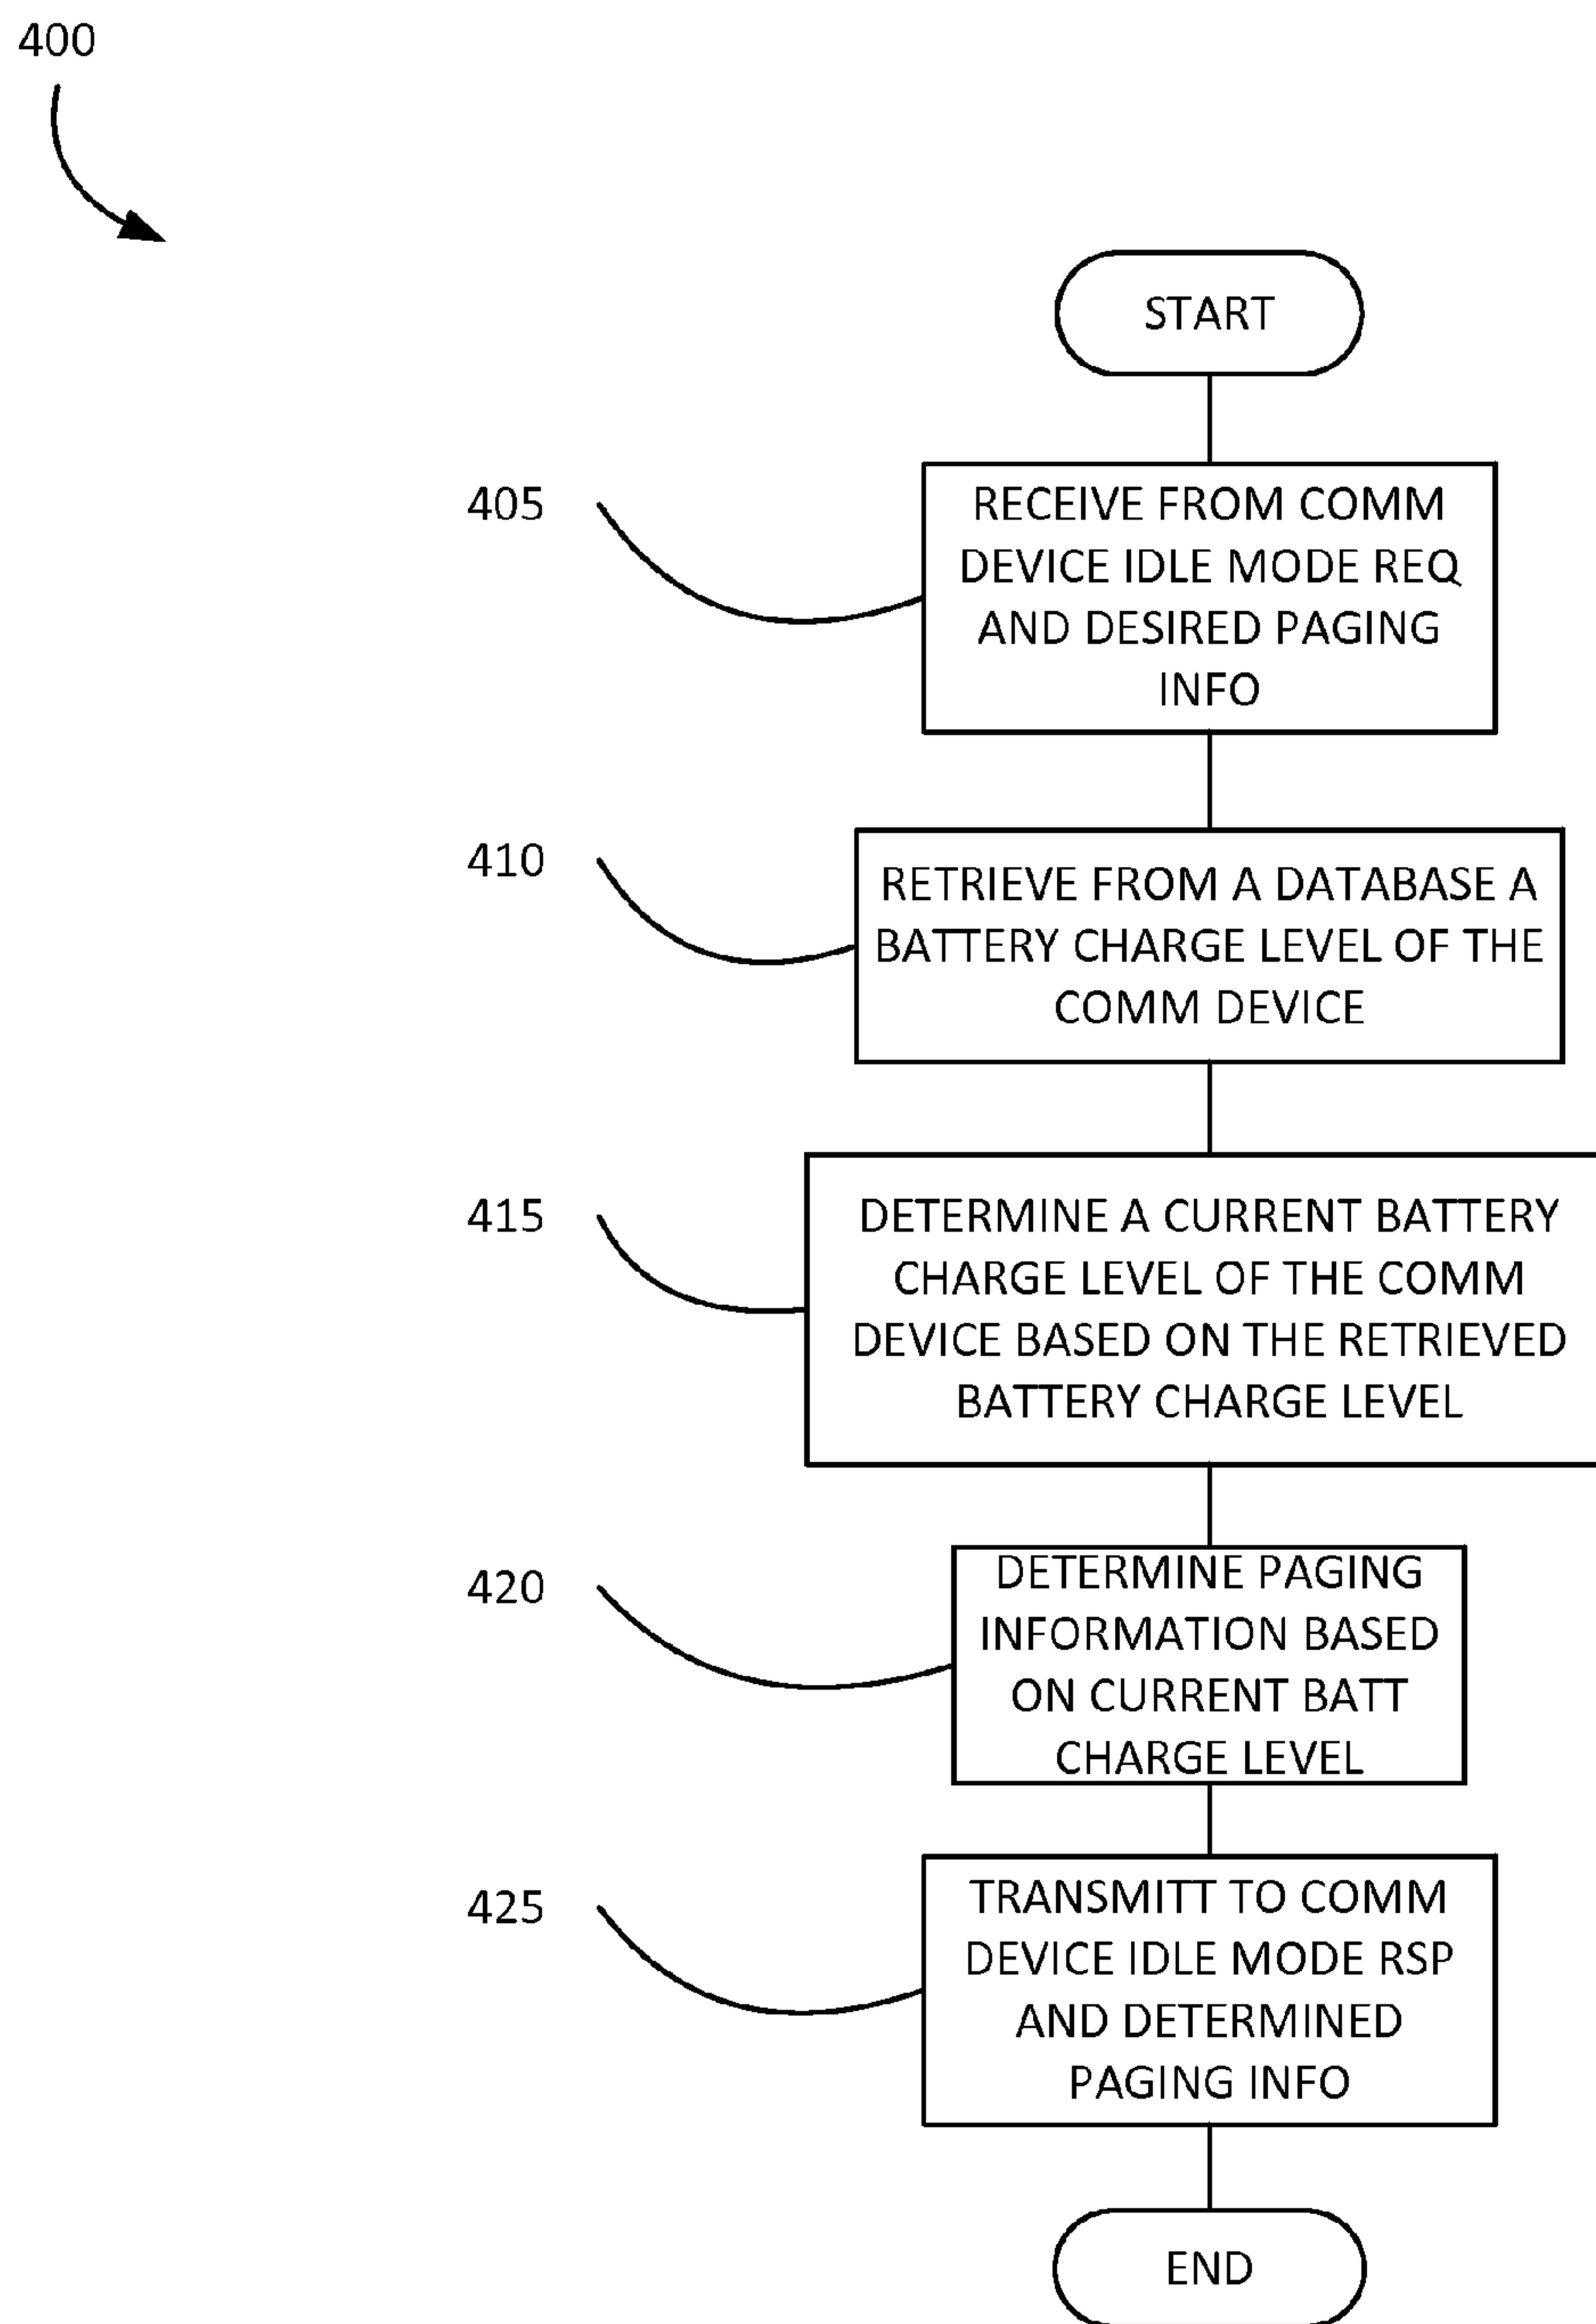 400
START
405
RECEIVE FROM COMM
DEVICE IDLE MODE REQ
AND DESIRED PAGING
INFO
410
RETRIEVE FROM A DATABASE A
BATTERY CHARGE LEVEL OF THE
COMM DEVICE
415
DETERMINE A CURRENT BATTERY
CHARGE LEVEL OF THE COMM
DEVICE BASED ON THE RETRIEVED
BATTERY CHARGE LEVEL
420
DETERMINE PAGING
INFORMATION BASED
ON CURRENT BATT
CHARGE LEVEL
425
TRANSMITT TO COMM
DEVICE IDLE MODE RSP
AND DETERMINED
PAGING INFO
END